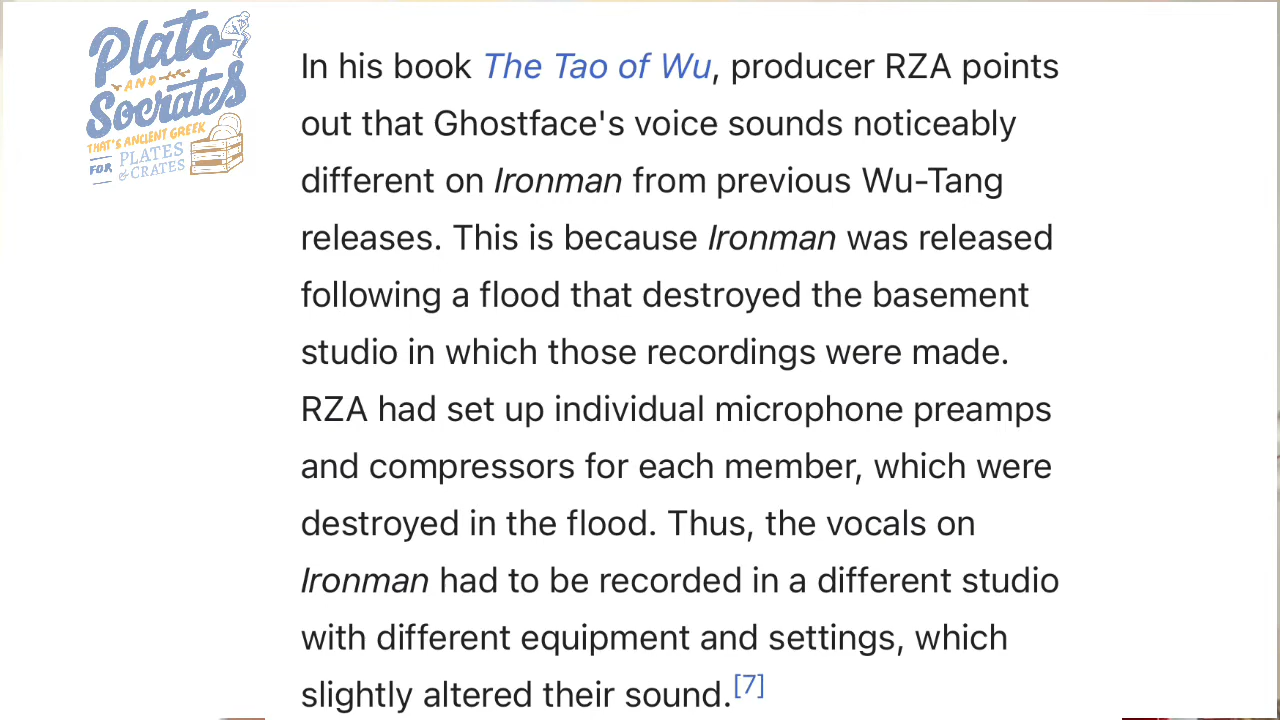 Plato
AND
Socrates
THAT'S ANCIENT GREEK
FOR PLATES
& CRATES
In his book The Tao of Wu, producer RZA points
out that Ghostface's voice sounds noticeably
different on Ironman from previous Wu-Tang
releases. This is because Ironman was released
following a flood that destroyed the basement
studio in which those recordings were made.
RZA had set up individual microphone preamps
and compressors for each member, which were
destroyed in the flood. Thus, the vocals on
Ironman had to be recorded in a different studio
with different equipment and settings, which
slightly altered their sound.[7]